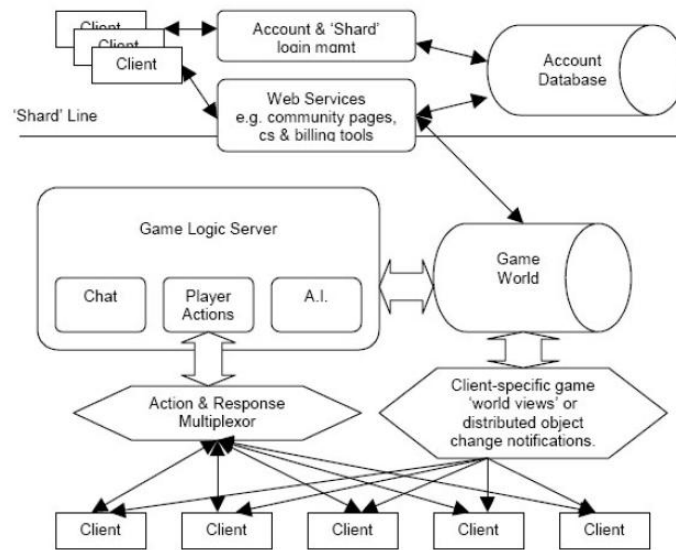 Client
Client
Client
Account & 'Shard'
login mgmt
Account
Database
Web Services
e.g. community pages,
cs & billing tools
'Shard' Line
Game Logic Server
Chat
Player
Actions
A.I.
Game
World
Action & Response
Multiplexor
Client-specific game
'world views' or
distributed object
change notifications.
Client
Client
Client
Client
Client